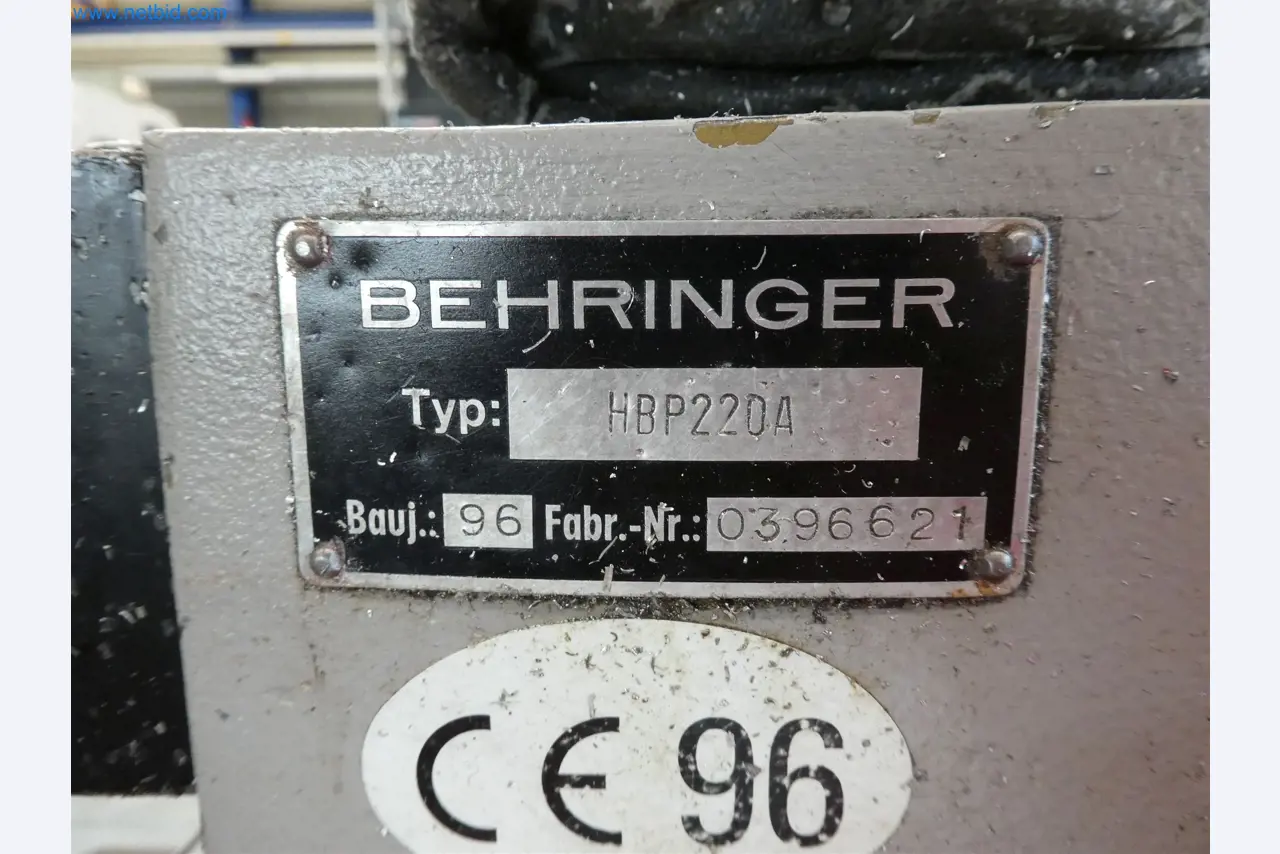 www.netbid.com
BEHRINGER
Typ: HBP220A
Bauj.: 96 Fabr.-Nr.: 0396621
CE 96